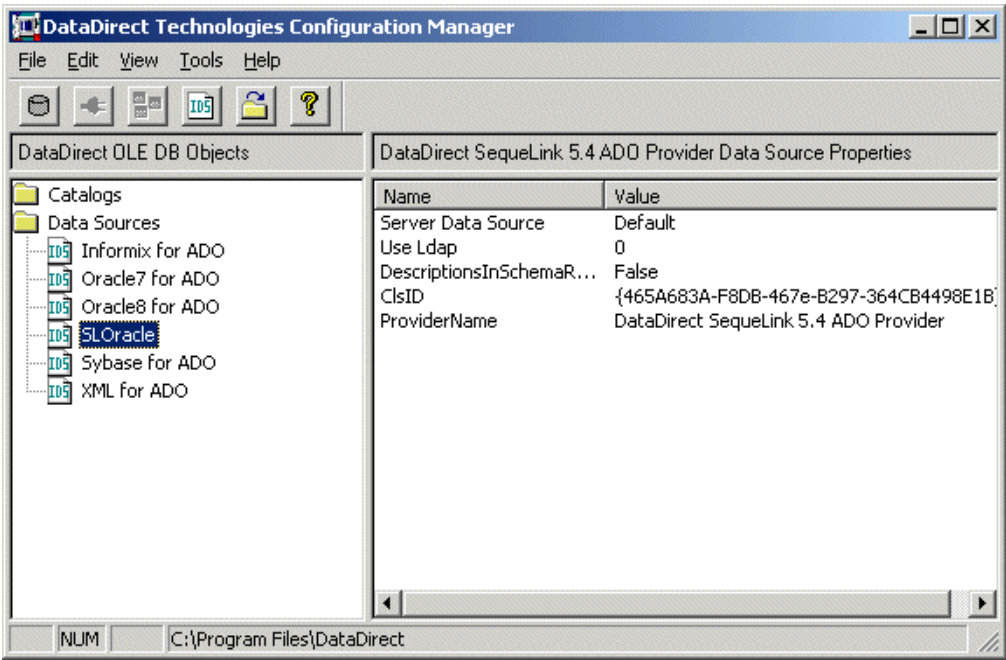 DataDirect Technologies Configuration Manager
File Edit View Tools Help
IDS
DataDirect OLE DB Objects
DataDirect SequeLink 5.4 ADO Provider Data Source Properties
Catalogs
Data Sources
IDS Informix for ADO
IDS Oracle7 for ADO
IDS Oracle8 for ADO
IDS SLOracle
IDS Sybase for ADO
IDS XML for ADO
Name Value
Server Data Source Default
Use Ldap 0
DescriptionsInSchemaR... False
ClsID {465A683A-F8DB-467e-B297-364CB4498E1B}
ProviderName DataDirect SequeLink 5.4 ADO Provider
NUM C:\Program Files\DataDirect